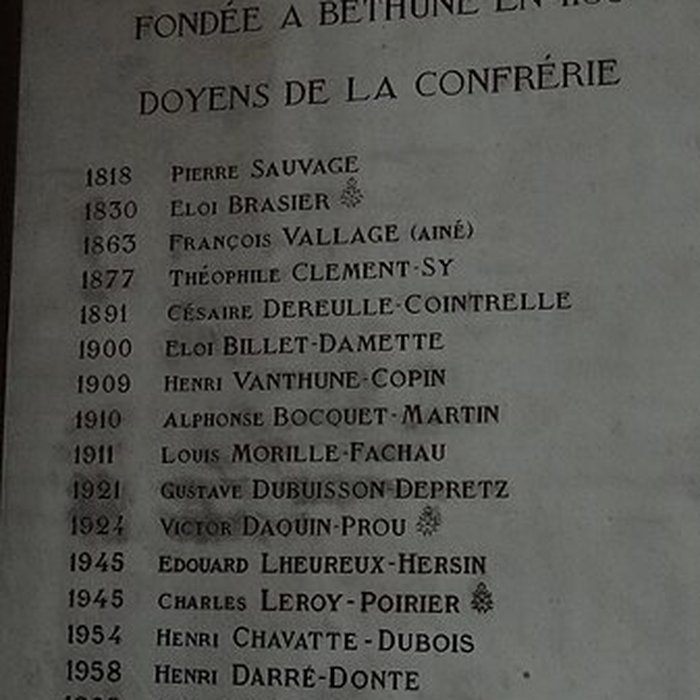 FONDÉE A BÉTHUNE EN
DOYENS DE LA CONFRÉRIE
1818 PIERRE SAUVAGE
1830 ELOI BRASIER
1863 FRANÇOIS VALLAGE (AINÉ)
1877 THÉOPHILE CLEMENT-SY
1891 CÉSAIRE DEREULLE-COINTRELLE
1900 ELOI BILLET-DAMETTE
1909 HENRI VANTHUNE-COPIN
1910 ALPHONSE BOCQUET-MARTIN
1911 LOUIS MORILLE-FACHAU
1921 GUSTAVE DUBUISSON-DEPRETZ
1924 VICTOR DAQUIN-PROU
1945 EDOUARD LHEUREUX-HERSIN
1945 CHARLES LEROY-POIRIER
1954 HENRI CHAVATTE-DUBOIS
1958 HENRI DARRÉ-DONTE